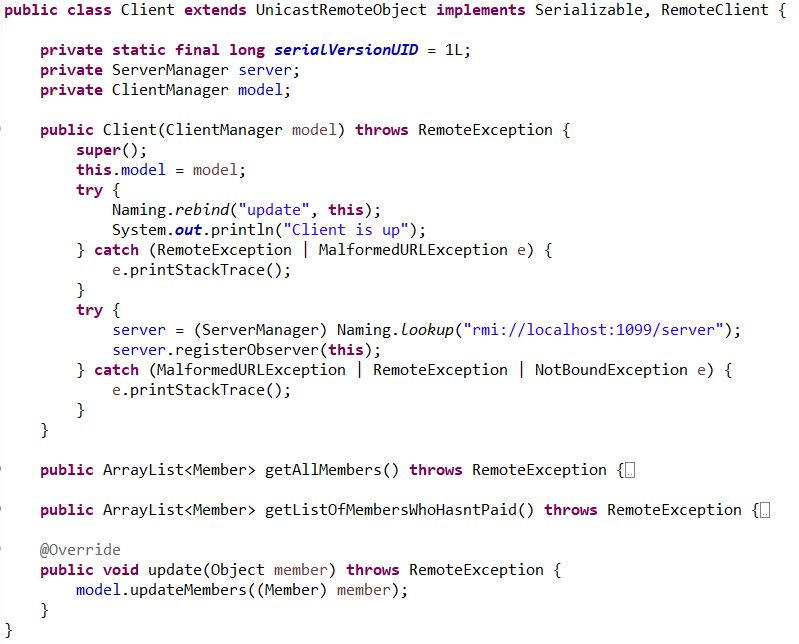 public class Client extends UnicastRemoteObject implements Serializable, RemoteClient {
private static final long serialVersionUID = 1L;
private ServerManager server;
private ClientManager model;
public Client(ClientManager model) throws RemoteException {
super();
this.model = model;
try {
Naming.rebind("update", this);
System.out.println("Client is up");
} catch (RemoteException | MalformedURLException e) {
e.printStackTrace();
}
try {
server = (ServerManager) Naming.lookup("rmi://localhost:1099/server");
server.registerObserver(this);
} catch (MalformedURLException | RemoteException | NotBoundException e) {
e.printStackTrace();
}
}
public ArrayList<Member> getAllMembers() throws RemoteException {
public ArrayList<Member> getListOfMembersWhoHasntPaid() throws RemoteException {
@Override
public void update(Object member) throws RemoteException {
model.updateMembers((Member) member);
}
}